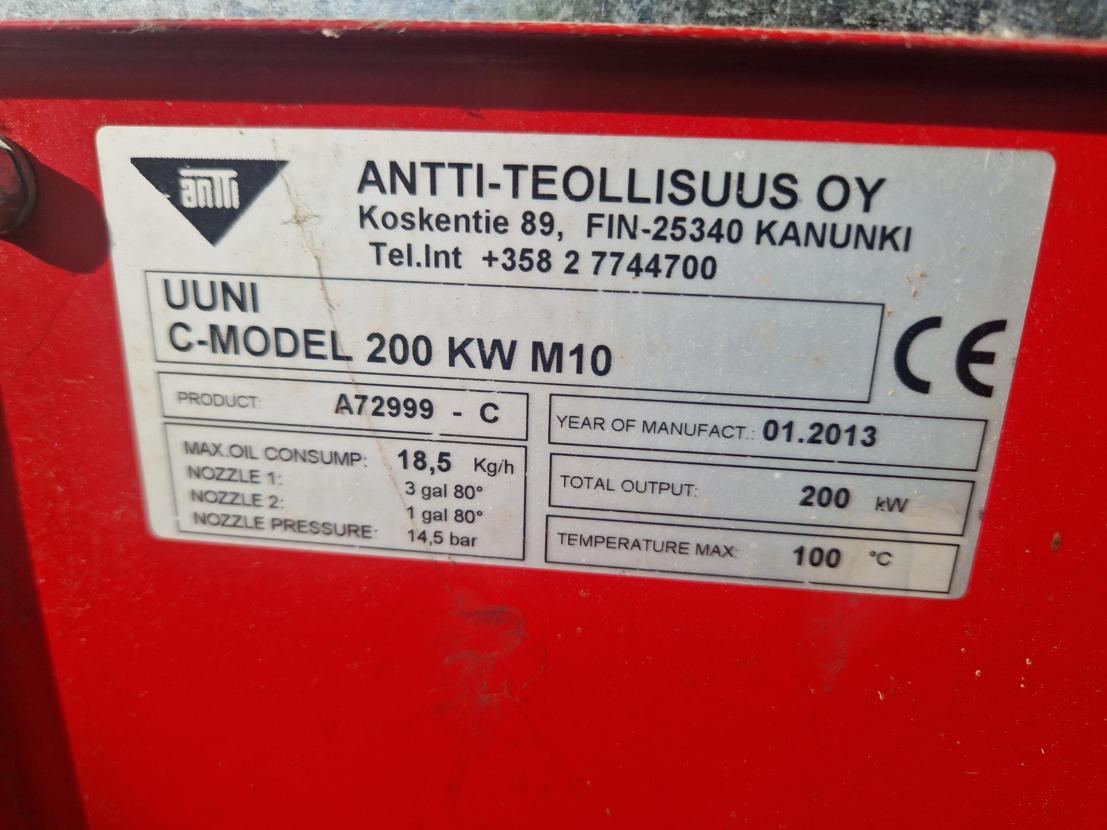 antti
ANTTI-TEOLLISUUS OY
Koskentie 89, FIN-25340 KANUNKI
Tel.Int +358 2 7744700
UUNI
C-MODEL 200 KW M10
CE
PRODUCT: A72999 - C
YEAR OF MANUFACT.: 01.2013
MAX.OIL CONSUMP: 18,5 Kg/h
NOZZLE 1: 3 gal 80°
NOZZLE 2: 1 gal 80°
NOZZLE PRESSURE: 14,5 bar
TOTAL OUTPUT: 200 kW
TEMPERATURE MAX: 100 °C